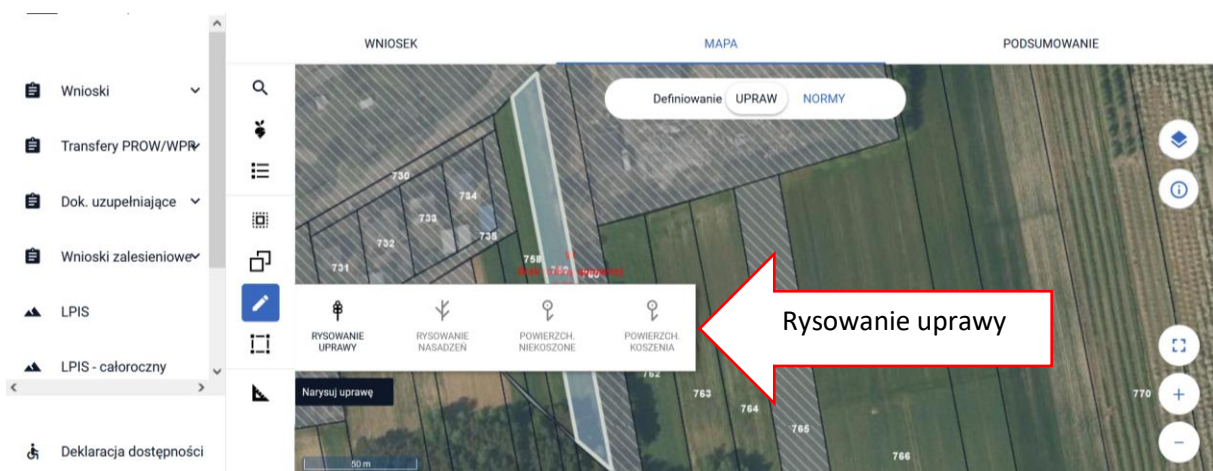 WNIOSEK
MAPA
PODSUMOWANIE
Wnioski
Transfery PROW/WPR
Dok. uzupełniające
Wnioski zalesieniowe
LPIS
LPIS - całoroczny
Deklaracja dostępności
Definiowanie UPRAW NORMY
730
734
733
735
732
731
758
760
RYSOWANIE
UPRAWY
RYSOWANIE
NASADZEŃ
POWIERZCH.
NIEKOSZONE
POWIERZCH.
KOSZENIA
Rysowanie uprawy
Narysuj uprawę
762
763
764
765
766
770
50 m